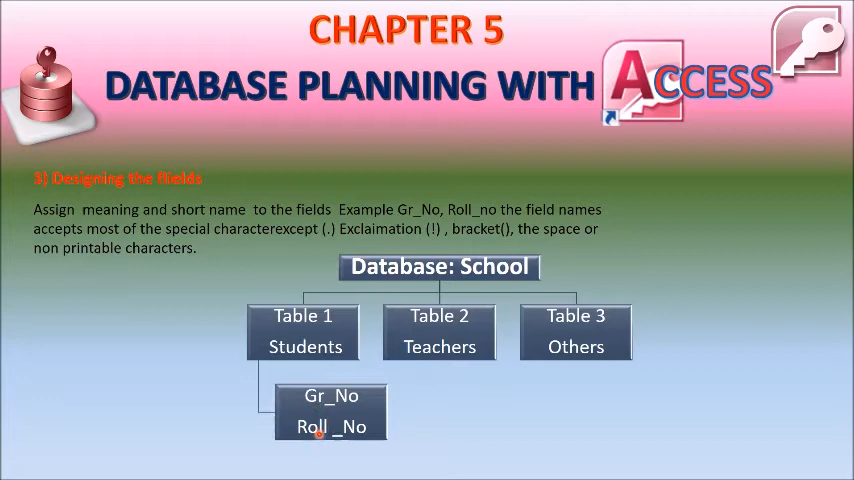 CHAPTER 5
DATABASE PLANNING WITH ACCESS
3) Designing the ffields
Assign meaning and short name to the fields Example Gr_No, Roll_no the field names
accepts most of the special characterexcept (.) Exclaimation (!) , bracket(), the space or
non printable characters.
Database: School
Table 1
Students
Table 2
Teachers
Table 3
Others
Gr_No
Roll _No